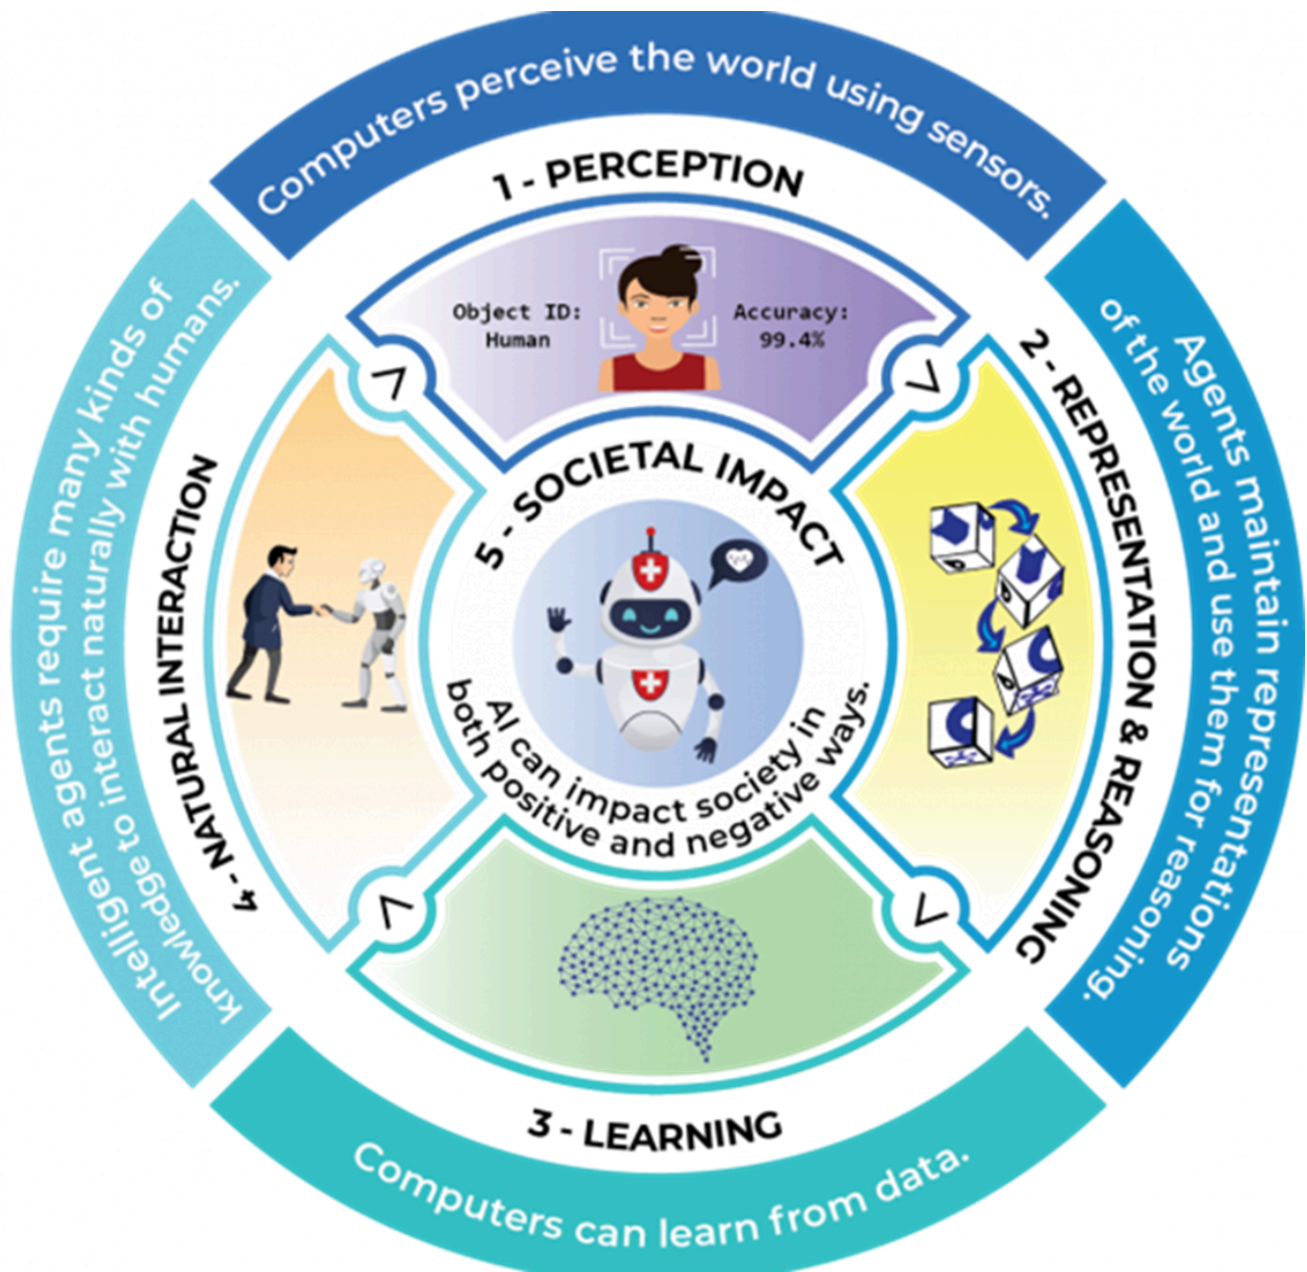 Computers perceive the world using sensors.
1 - PERCEPTION
Object ID:
Human
Accuracy:
99.4%
Agents maintain representations
of the world and use them for reasoning.
2 - REPRESENTATION & REASONING
3 - LEARNING
Computers can learn from data.
Intelligent agents require many kinds of
knowledge to interact naturally with humans.
4 - NATURAL INTERACTION
5 - SOCIETAL IMPACT
AI can impact society in
both positive and negative ways.